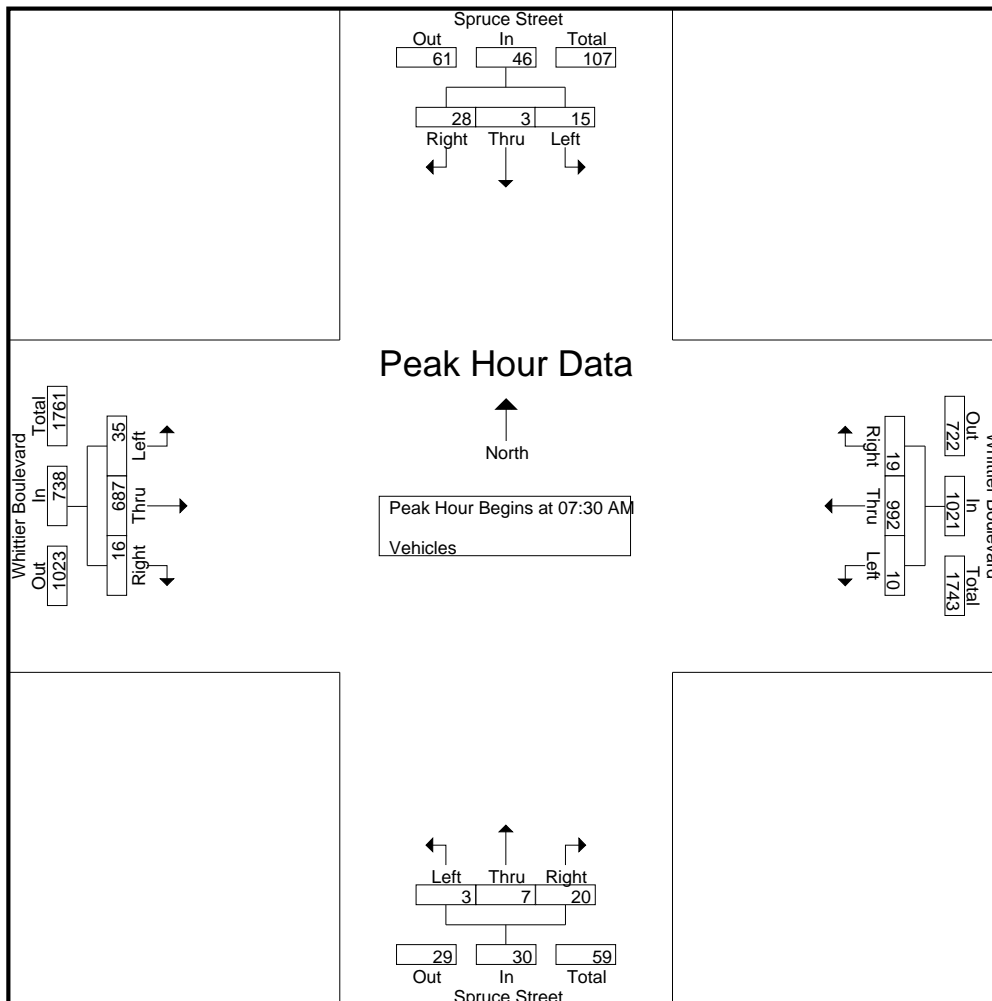 Spruce Street
Out In Total
61 46 107
28 3 15
Right Thru Left
Peak Hour Data
North
Peak Hour Begins at 07:30 AM
Vehicles
Whittier Boulevard
Total In Out
1761 738 1023
35 687 16
Left Thru Right
Whittier Boulevard
Out In Total
722 1021 1743
19 992 10
Right Thru Left
Left Thru Right
3 7 20
29 30 59
Out In Total
Spruce Street